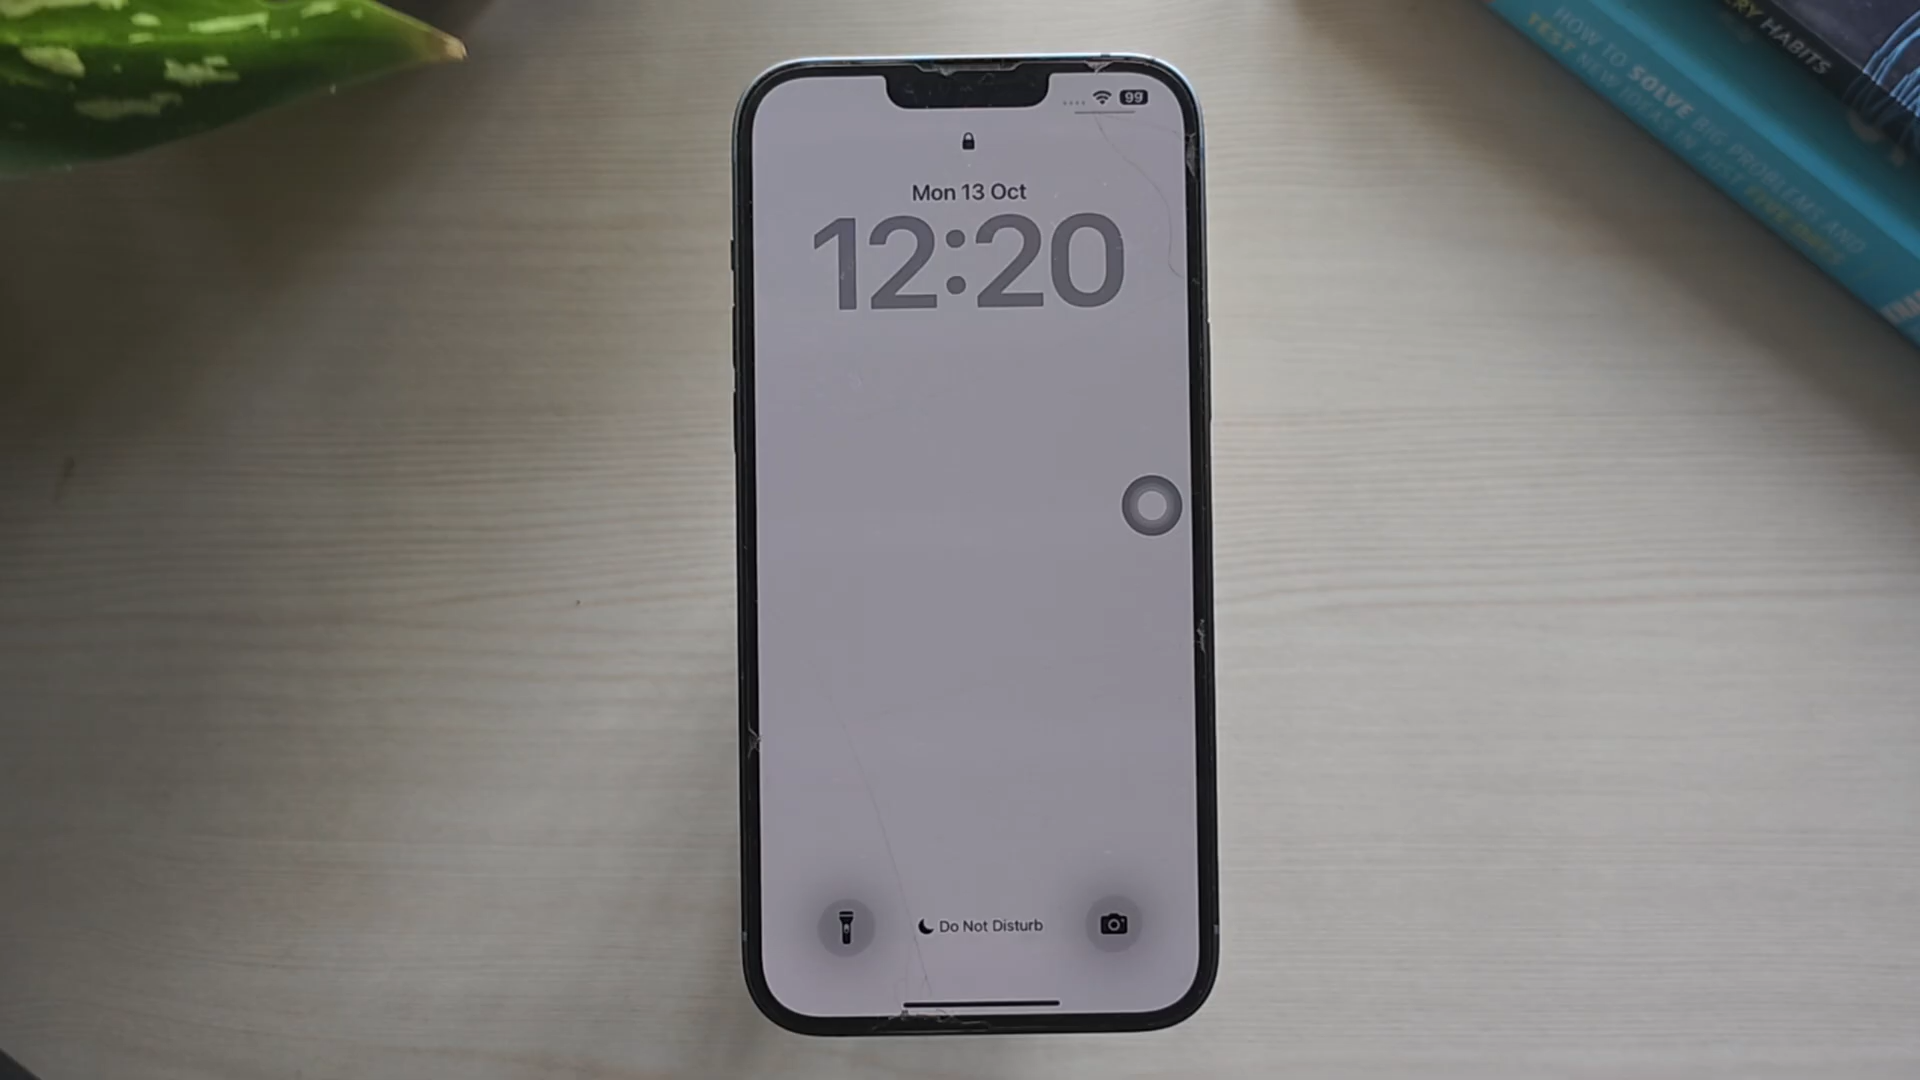 99
Mon 13 Oct
12:20
Do Not Disturb
HABITS
HOW TO SOLVE BIG PROBLEMS AND
TEST NEW IDEAS IN JUST FIVE DAYS